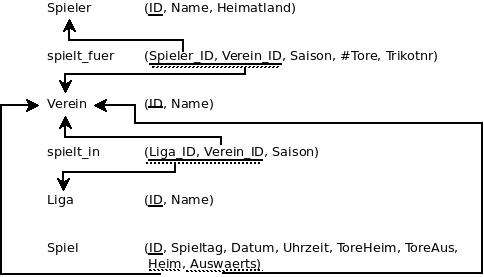 Spieler (ID, Name, Heimatland)
spielt_fuer (Spieler_ID, Verein_ID, Saison, #Tore, Trikotnr)
Verein (ID, Name)
spielt_in (Liga_ID, Verein_ID, Saison)
Liga (ID, Name)
Spiel (ID, Spieltag, Datum, Uhrzeit, ToreHeim, ToreAus,
Heim, Auswaerts)